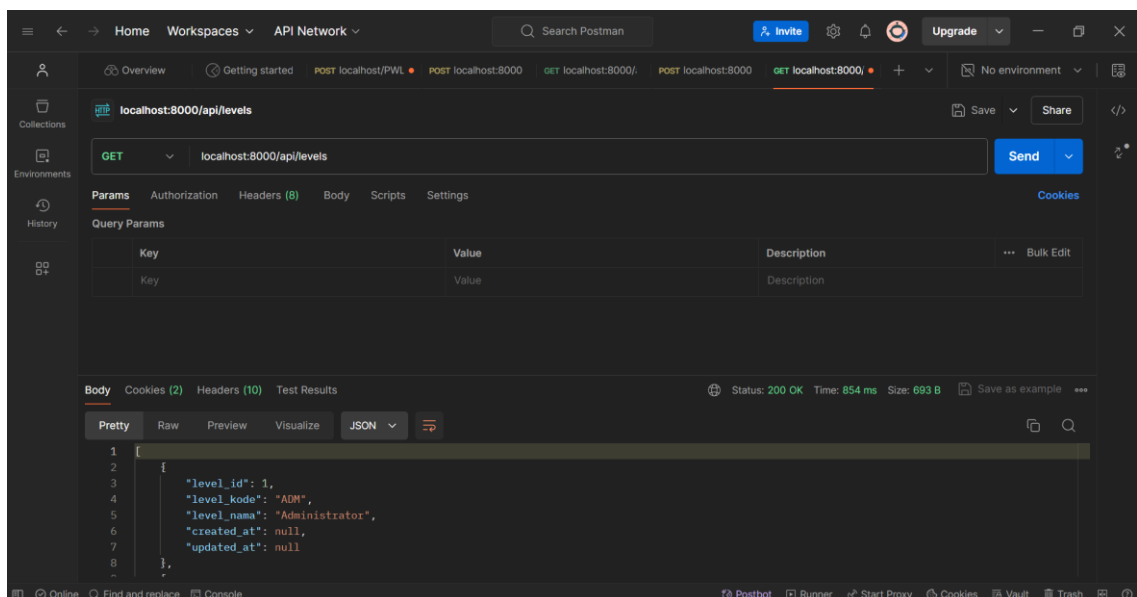 Home Workspaces API Network Search Postman Invite Upgrade
Overview Getting started POST localhost/PWL POST localhost:8000 GET localhost:8000/ POST localhost:8000 GET localhost:8000/ No environment
HTTP localhost:8000/api/levels Save Share
Collections
GET localhost:8000/api/levels Send
Environments
Params Authorization Headers (8) Body Scripts Settings Cookies
History
Query Params
Key Value Description ••• Bulk Edit
Key Value Description
Body Cookies (2) Headers (10) Test Results Status: 200 OK Time: 854 ms Size: 693 B Save as example
Pretty Raw Preview Visualize JSON
1 [
2 {
3 "level_id": 1,
4 "level_kode": "ADM",
5 "level_nama": "Administrator",
6 "created_at": null,
7 "updated_at": null
8 },
Online Find and replace Console Postbot Runner Start Proxy Cookies Vault Trash